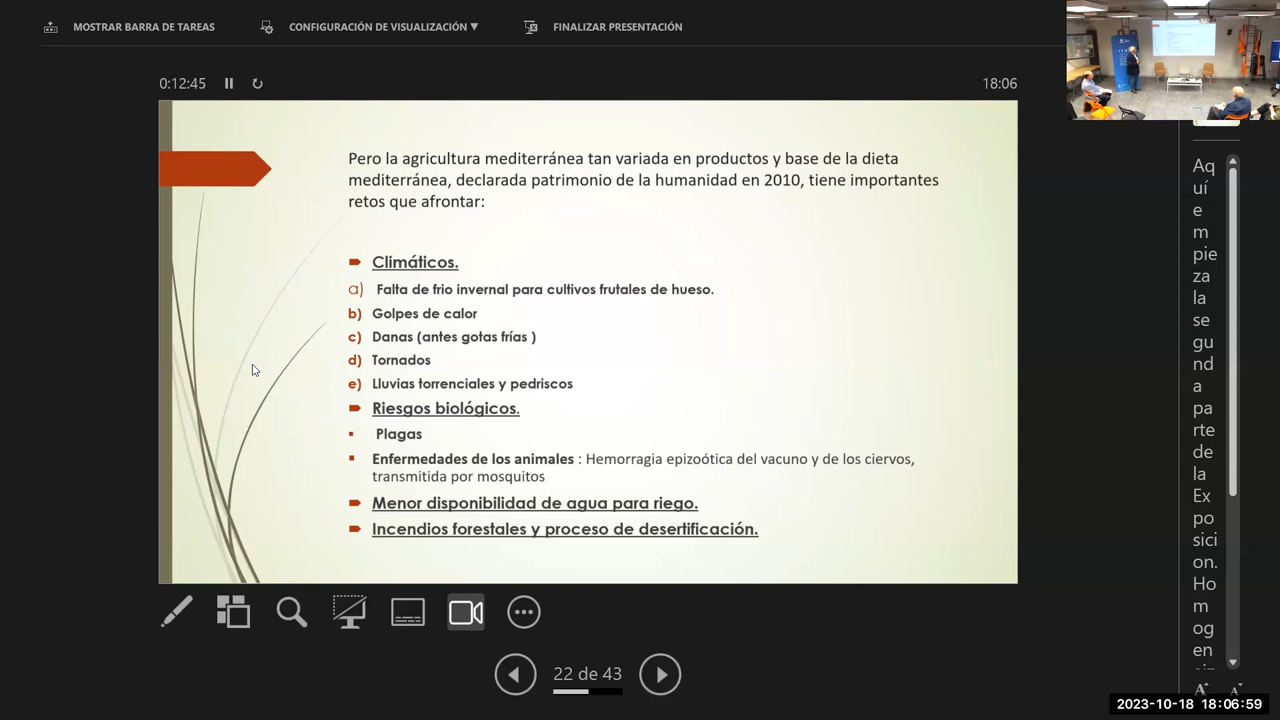 MOSTRAR BARRA DE TAREAS
CONFIGURACIÓN DE VISUALIZACIÓN ▼
FINALIZAR PRESENTACIÓN
0:12:45
18:06
Pero la agricultura mediterránea tan variada en productos y base de la dieta
mediterránea, declarada patrimonio de la humanidad en 2010, tiene importantes
retos que afrontar:
Climáticos.
a) Falta de frio invernal para cultivos frutales de hueso.
b) Golpes de calor
c) Danas (antes gotas frías )
d) Tornados
e) Lluvias torrenciales y pedriscos
Riesgos biológicos.
Plagas
Enfermedades de los animales : Hemorragia epizoótica del vacuno y de los ciervos,
transmitida por mosquitos
Menor disponibilidad de agua para riego.
Incendios forestales y proceso de desertificación.
22 de 43
Aq
uí
e
m
pie
za
la
se
gu
nd
a
pa
rte
de
la
Ex
po
sici
on.
Ho
m
og
en
A A
2023-10-18 18:06:59